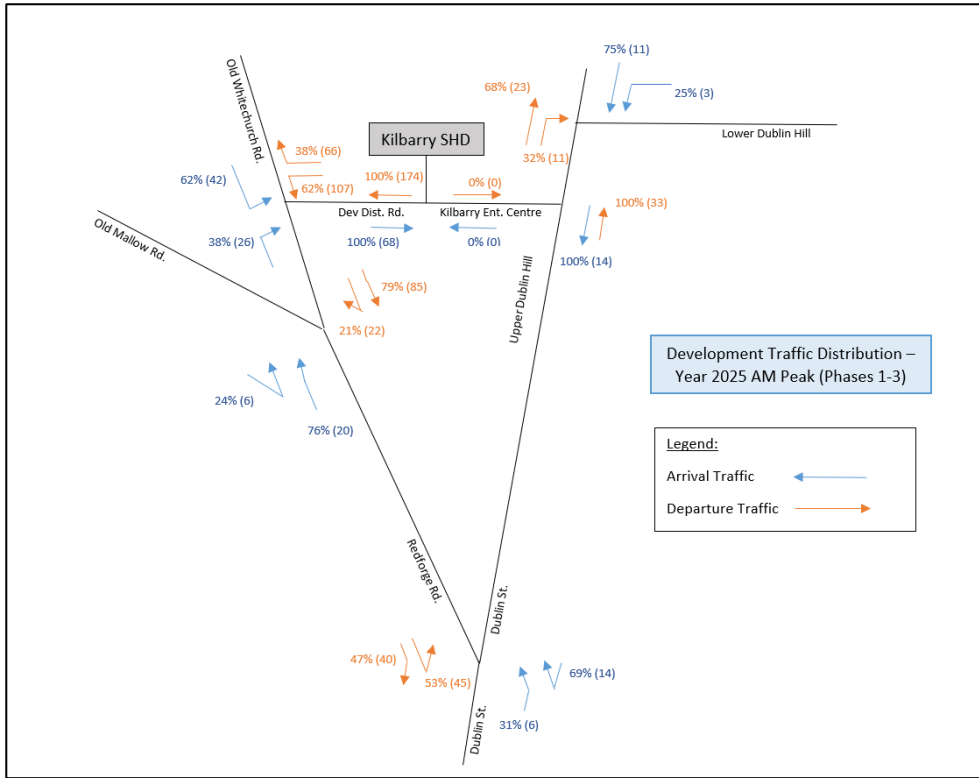 75% (11)
25% (3)
68% (23)
32% (11)
Lower Dublin Hill
Old Whitechurch Rd.
Kilbarry SHD
38% (66)
62% (107)
100% (174)
0% (0)
62% (42)
Dev Dist. Rd.
Kilbarry Ent. Centre
100% (33)
Old Mallow Rd.
38% (26)
100% (68)
0% (0)
100% (14)
79% (85)
21% (22)
Upper Dublin Hill
Development Traffic Distribution –
Year 2025 AM Peak (Phases 1-3)
24% (6)
76% (20)
Legend:
Arrival Traffic
Departure Traffic
Redforge Rd.
Dublin St.
47% (40)
53% (45)
69% (14)
31% (6)
Dublin St.